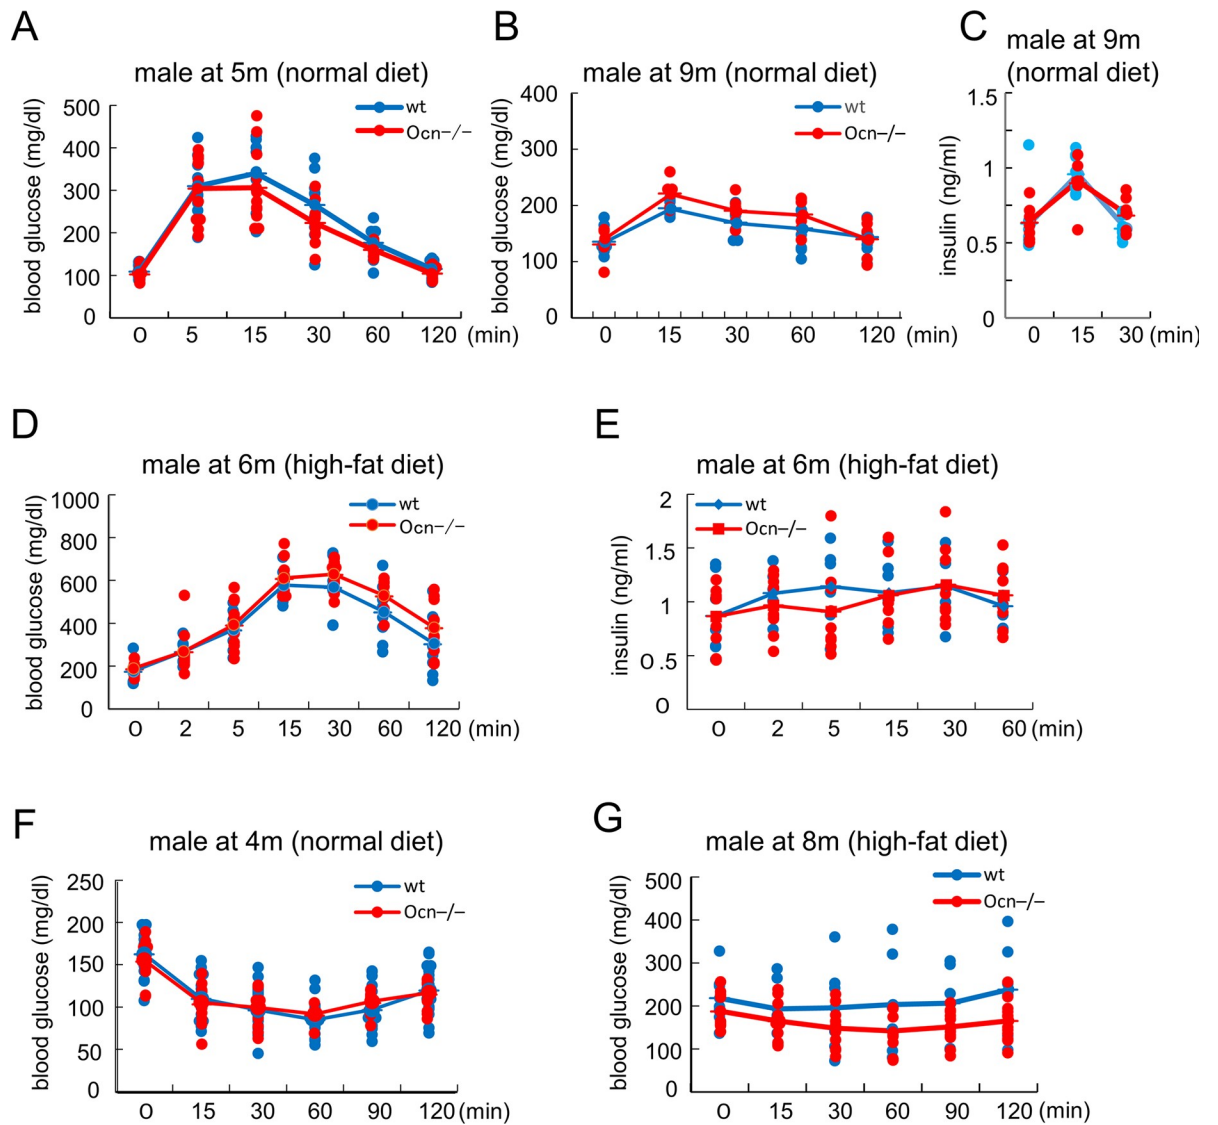 A
male at 5m (normal diet)
blood glucose (mg/dl)
500
400
300
200
100
0
wt
Ocn−/−
0 5 15 30 60 120 (min)
B
male at 9m (normal diet)
blood glucose (mg/dl)
400
300
200
100
0
wt
Ocn−/−
0 15 30 60 120 (min)
C
male at 9m
(normal diet)
insulin (ng/ml)
1.5
1
0.5
0
0 15 30 (min)
D
male at 6m (high-fat diet)
blood glucose (mg/dl)
1000
800
600
400
200
0
wt
Ocn−/−
0 2 5 15 30 60 120 (min)
E
male at 6m (high-fat diet)
insulin (ng/ml)
2
1.5
1
0.5
0
wt
Ocn−/−
0 2 5 15 30 60 (min)
F
male at 4m (normal diet)
blood glucose (mg/dl)
250
200
150
100
50
0
wt
Ocn−/−
0 15 30 60 90 120 (min)
G
male at 8m (high-fat diet)
blood glucose (mg/dl)
500
400
300
200
100
0
wt
Ocn−/−
0 15 30 60 90 120 (min)